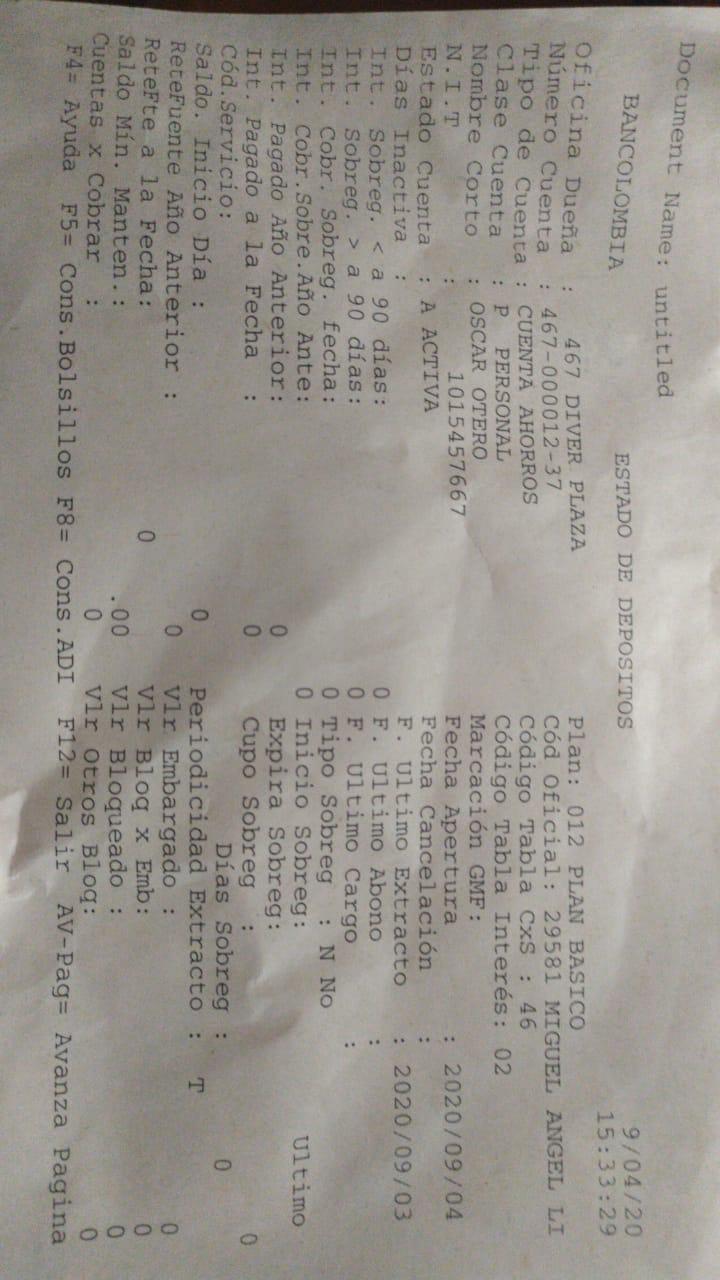 Document Name: untitled
9/04/20
BANCOLOMBIA ESTADO DE DEPOSITOS 15:33:29
Oficina Dueña : 467 DIVER PLAZA Plan: 012 PLAN BASICO
Número Cuenta : 467-000012-37 Cód Oficial: 29581 MIGUEL ANGEL LI
Tipo de Cuenta : CUENTA AHORROS Código Tabla CxS : 46
Clase Cuenta : P PERSONAL Código Tabla Interés: 02
Nombre Corto : OSCAR OTERO Marcación GMF:
N.I.T : 1015457667 Fecha Apertura : 2020/09/04
Estado Cuenta : A ACTIVA Fecha Cancelación :
Días Inactiva : F. Ultimo Extracto : 2020/09/03
Int. Sobreg. < a 90 días: 0 F. Ultimo Abono :
Int. Sobreg. > a 90 días: 0 F. Ultimo Cargo :
Int. Cobr. Sobreg. fecha: 0 Tipo Sobreg : N No
Int. Cobr.Sobre.Año Ante: 0 Inicio Sobreg: Ultimo
Int. Pagado Año Anterior: 0 Expira Sobreg:
Int. Pagado a la Fecha : 0 Cupo Sobreg : 0
Cód.Servicio: Días Sobreg : 0
Saldo. Inicio Día : 0 Periodicidad Extracto : T
ReteFuente Año Anterior : 0 Vlr Embargado : 0
ReteFte a la Fecha: 0 Vlr Bloq x Emb: 0
Saldo Mín. Manten.: .00 Vlr Bloqueado : 0
Cuentas x Cobrar : 0 Vlr Otros Bloq: 0
F4= Ayuda F5= Cons.Bolsillos F8= Cons.ADI F12= Salir AV-Pag= Avanza Pagina